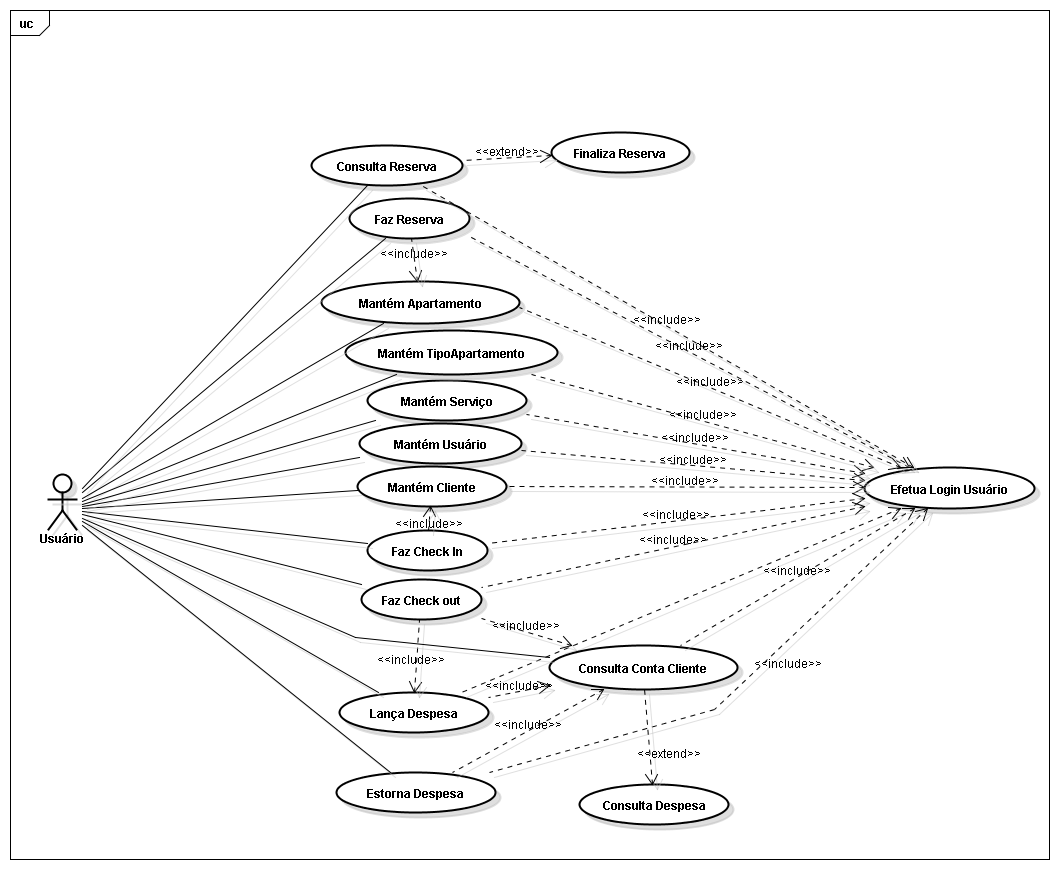 uc
Consulta Reserva
<<extend>>
Finaliza Reserva
Faz Reserva
<<include>>
Mantém Apartamento
<<include>>
<<include>>
Mantém TipoApartamento
<<include>>
Mantém Serviço
<<include>>
Mantém Usuário
<<include>>
<<include>>
Mantém Cliente
<<include>>
Efetua Login Usuário
<<include>>
<<include>>
Usuário
<<include>>
Faz Check In
<<include>>
Faz Check out
<<include>>
<<include>>
<<include>>
Consulta Conta Cliente
<<include>>
Lança Despesa
<<include>>
<<extend>>
Estorna Despesa
Consulta Despesa